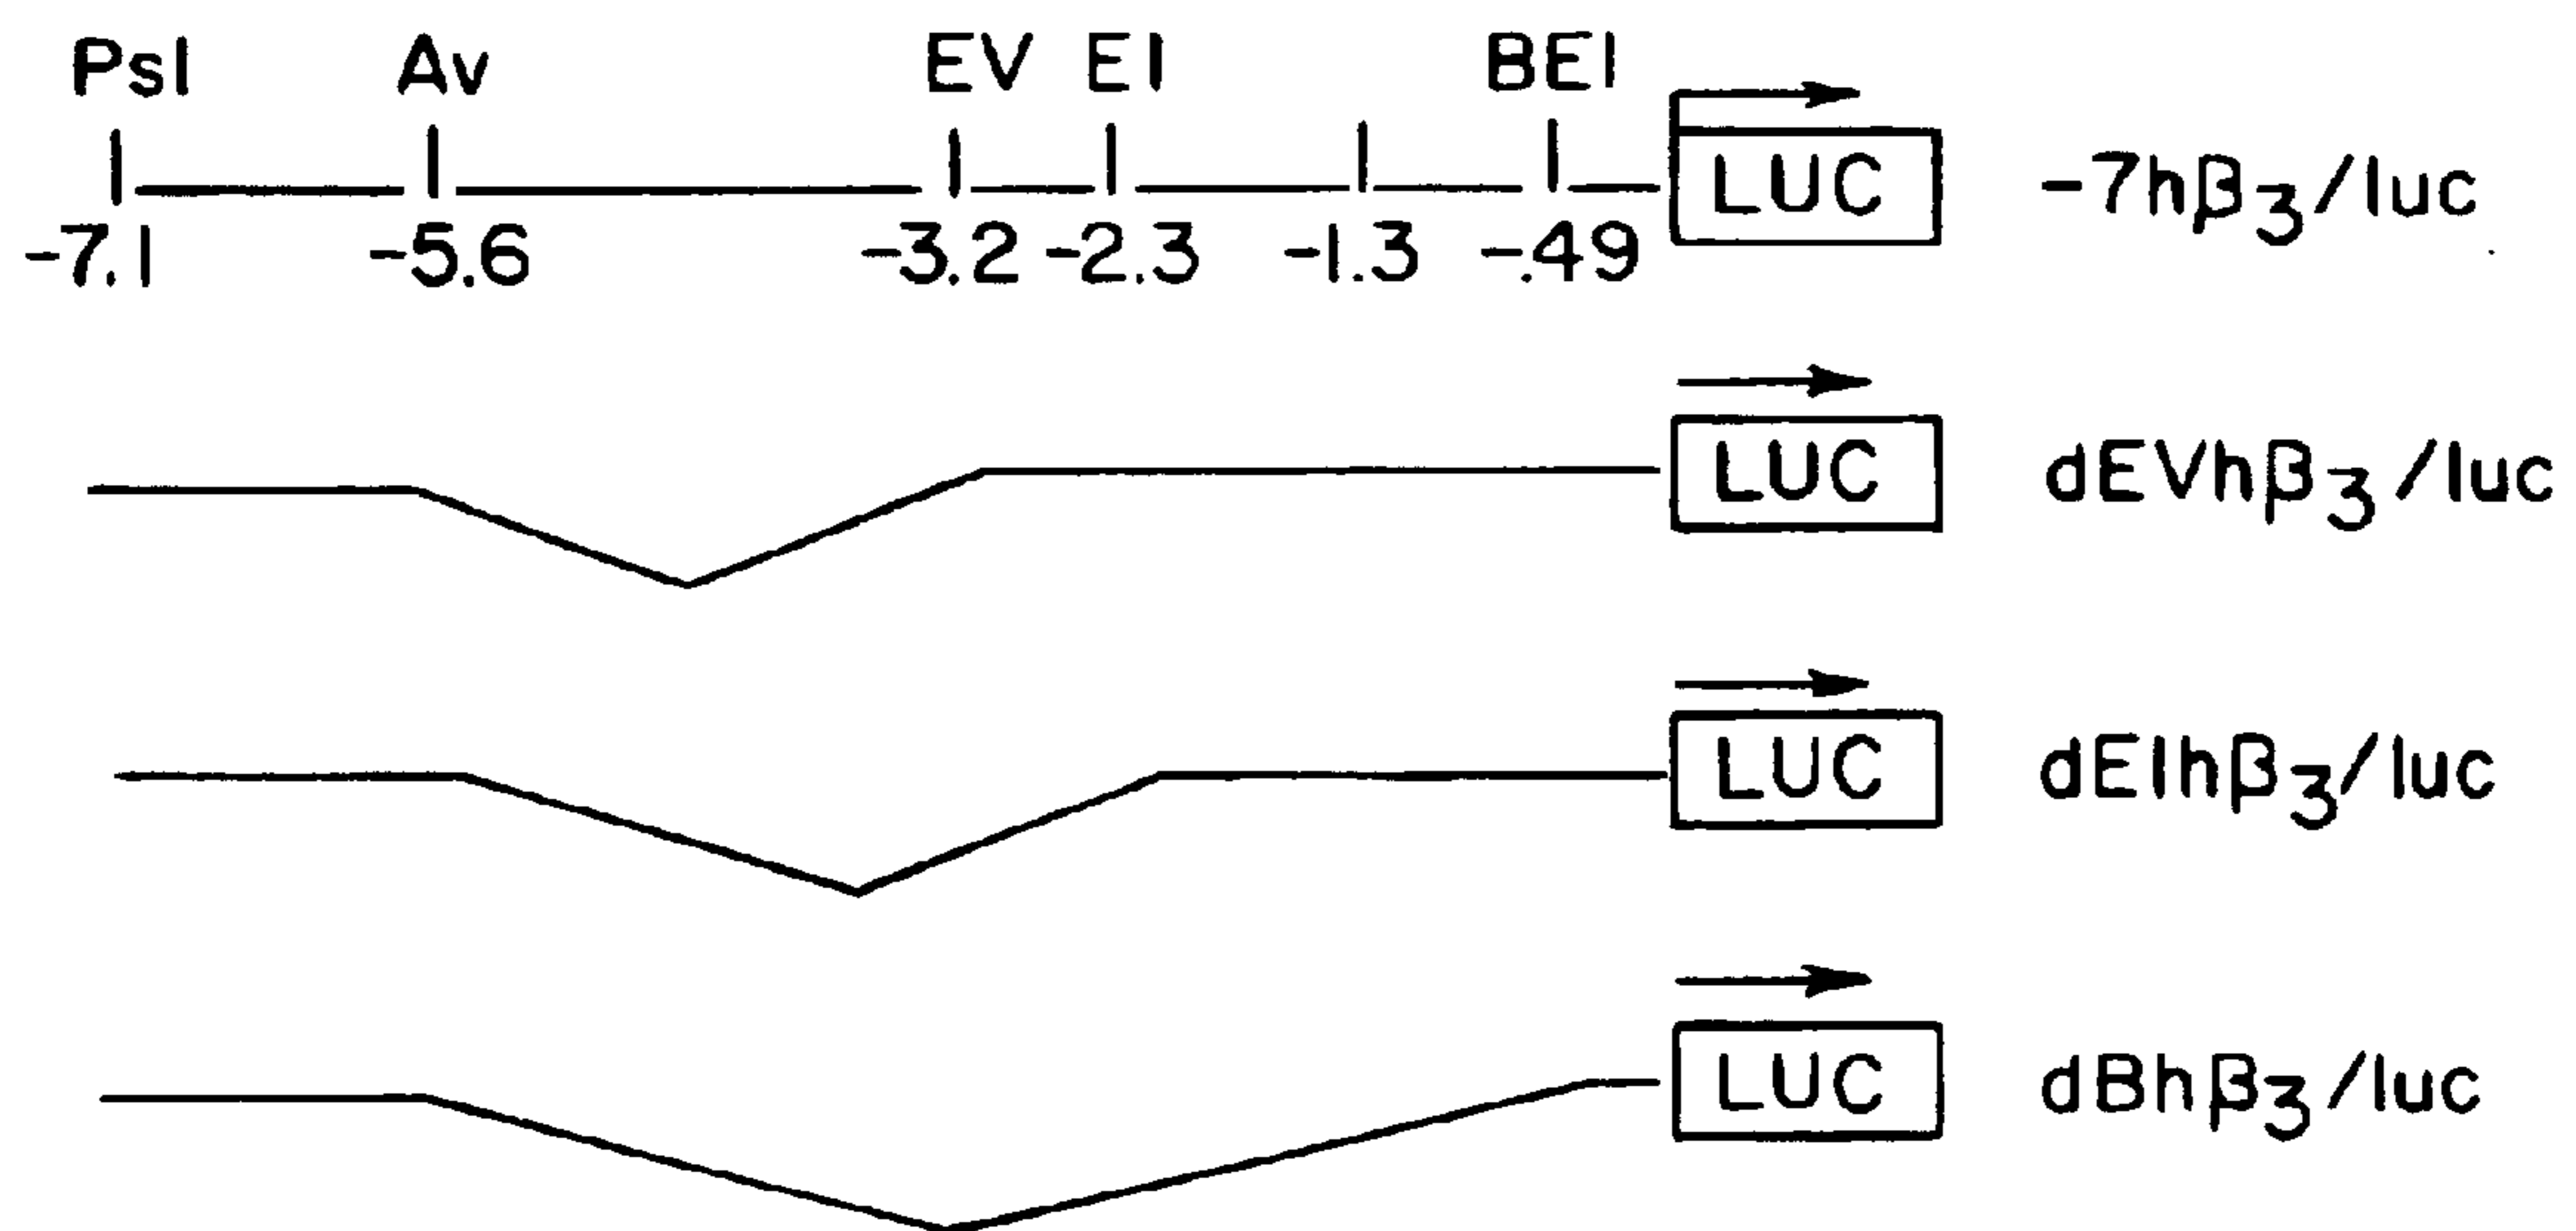 PsI Av EV EI BEI
LUC -7hβ3/luc
-7.1 -5.6 -3.2 -2.3 -1.3 -.49
LUC dEVhβ3/luc
LUC dEIhβ3/luc
LUC dBhβ3/luc